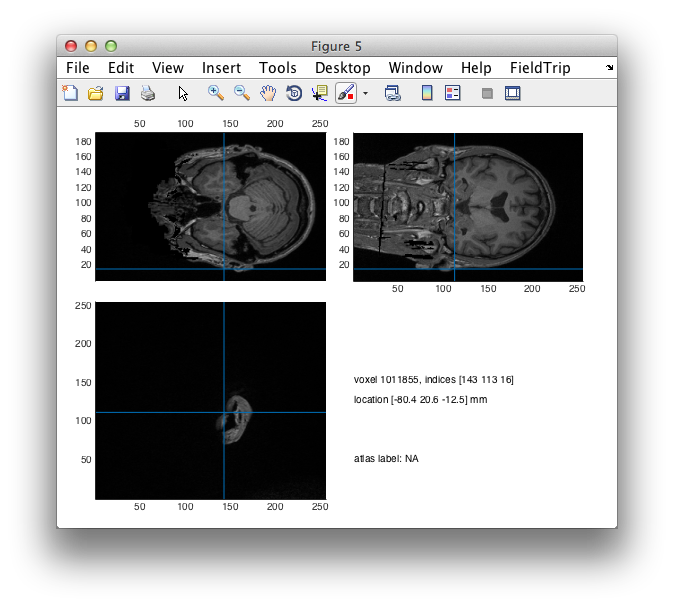 Figure 5
File Edit View Insert Tools Desktop Window Help FieldTrip
50 100 150 200 250
180
160
140
120
100
80
60
40
20
180
160
140
120
100
80
60
40
20
50 100 150 200 250
250
200
150
100
50
50 100 150 200 250
voxel 1011855, indices [143 113 16]
location [-80.4 20.6 -12.5] mm
atlas label: NA